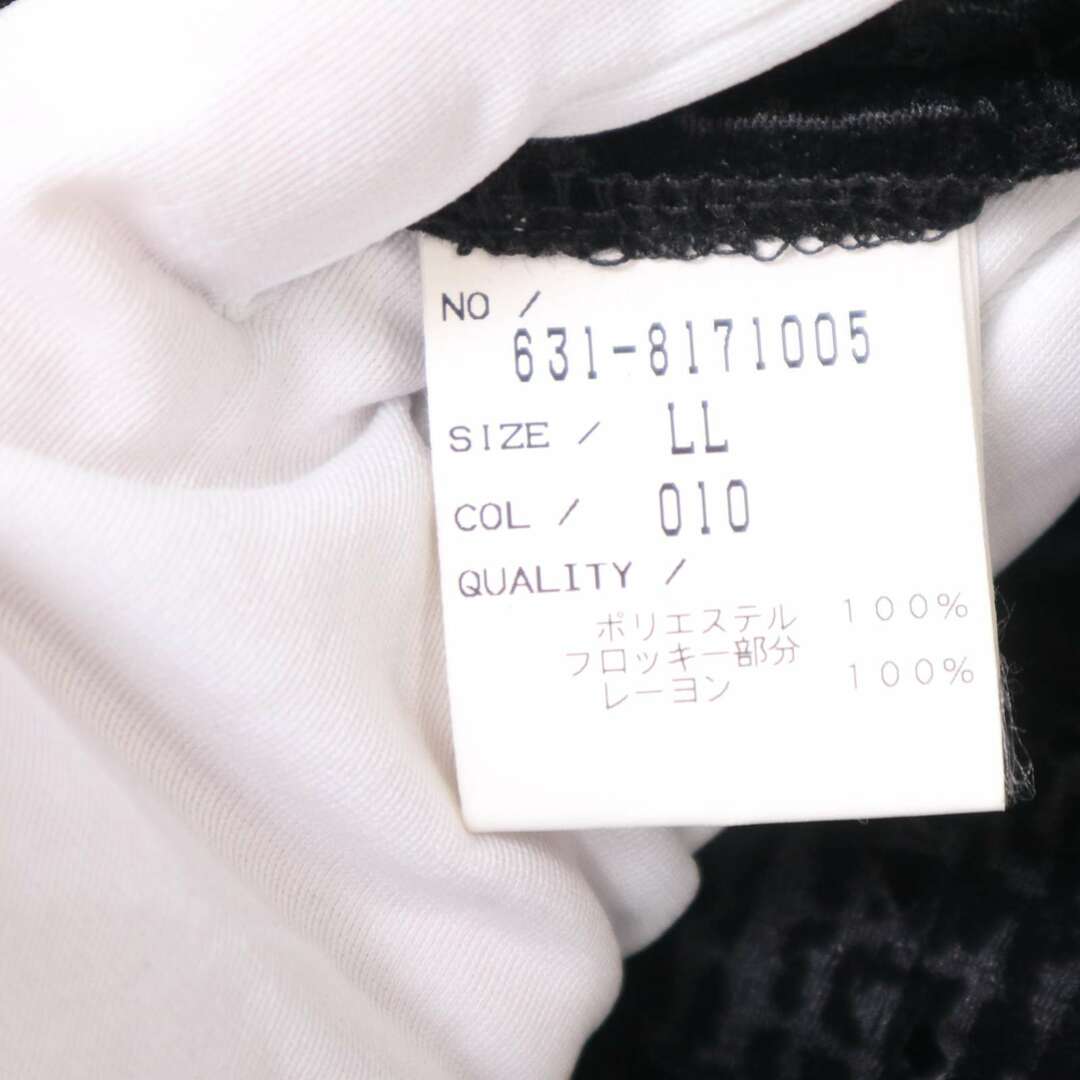 NO /
631-8171005
SIZE / LL
COL / 010
QUALITY /
ポリエステル 100%
フロッキー部分
レーヨン 100%